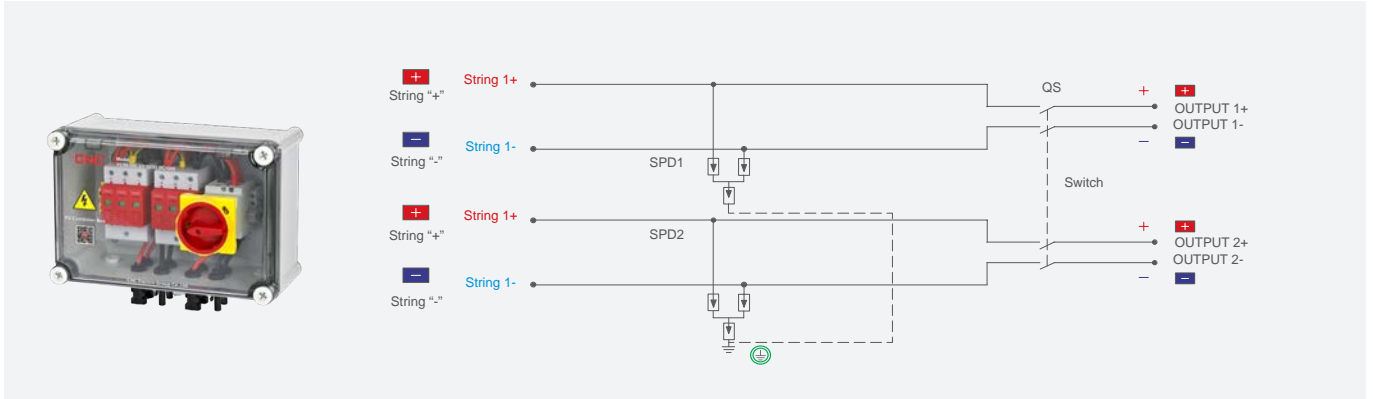 CNC
String "+"
String 1+
QS
+
OUTPUT 1+
OUTPUT 1-
−
String "-"
String 1-
SPD1
Switch
String "+"
String 1+
SPD2
+
OUTPUT 2+
OUTPUT 2-
−
String "-"
String 1-